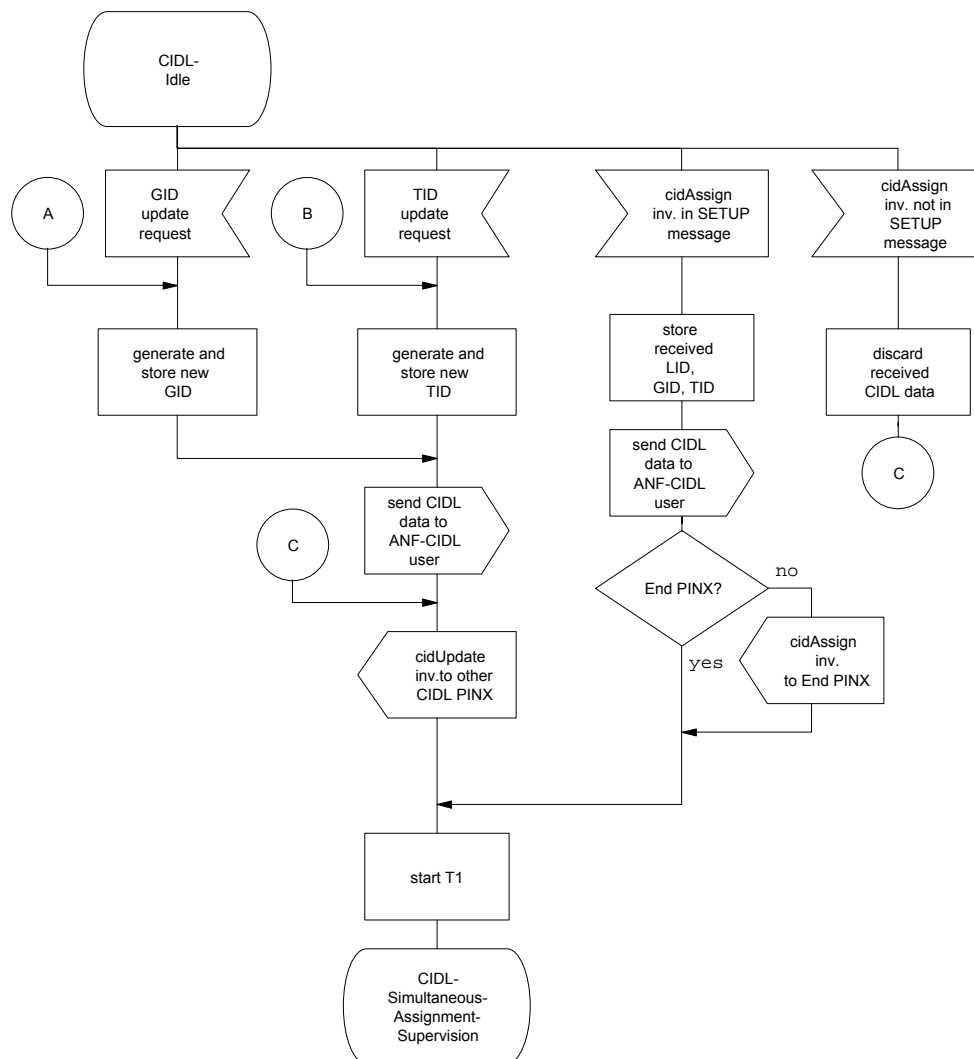 CIDL-
Idle
A
GID
update
request
B
TID
update
request
cidAssign
inv. in SETUP
message
cidAssign
inv. not in
SETUP
message
generate and
store new
GID
generate and
store new
TID
store
received
LID,
GID, TID
discard
received
CIDL data
send CIDL
data to
ANF-CIDL
user
C
send CIDL
data to
ANF-CIDL
user
C
End PINX?
no
yes
cidUpdate
inv.to other
CIDL PINX
cidAssign
inv.
to End PINX
start T1
CIDL-
Simultaneous-
Assignment-
Supervision